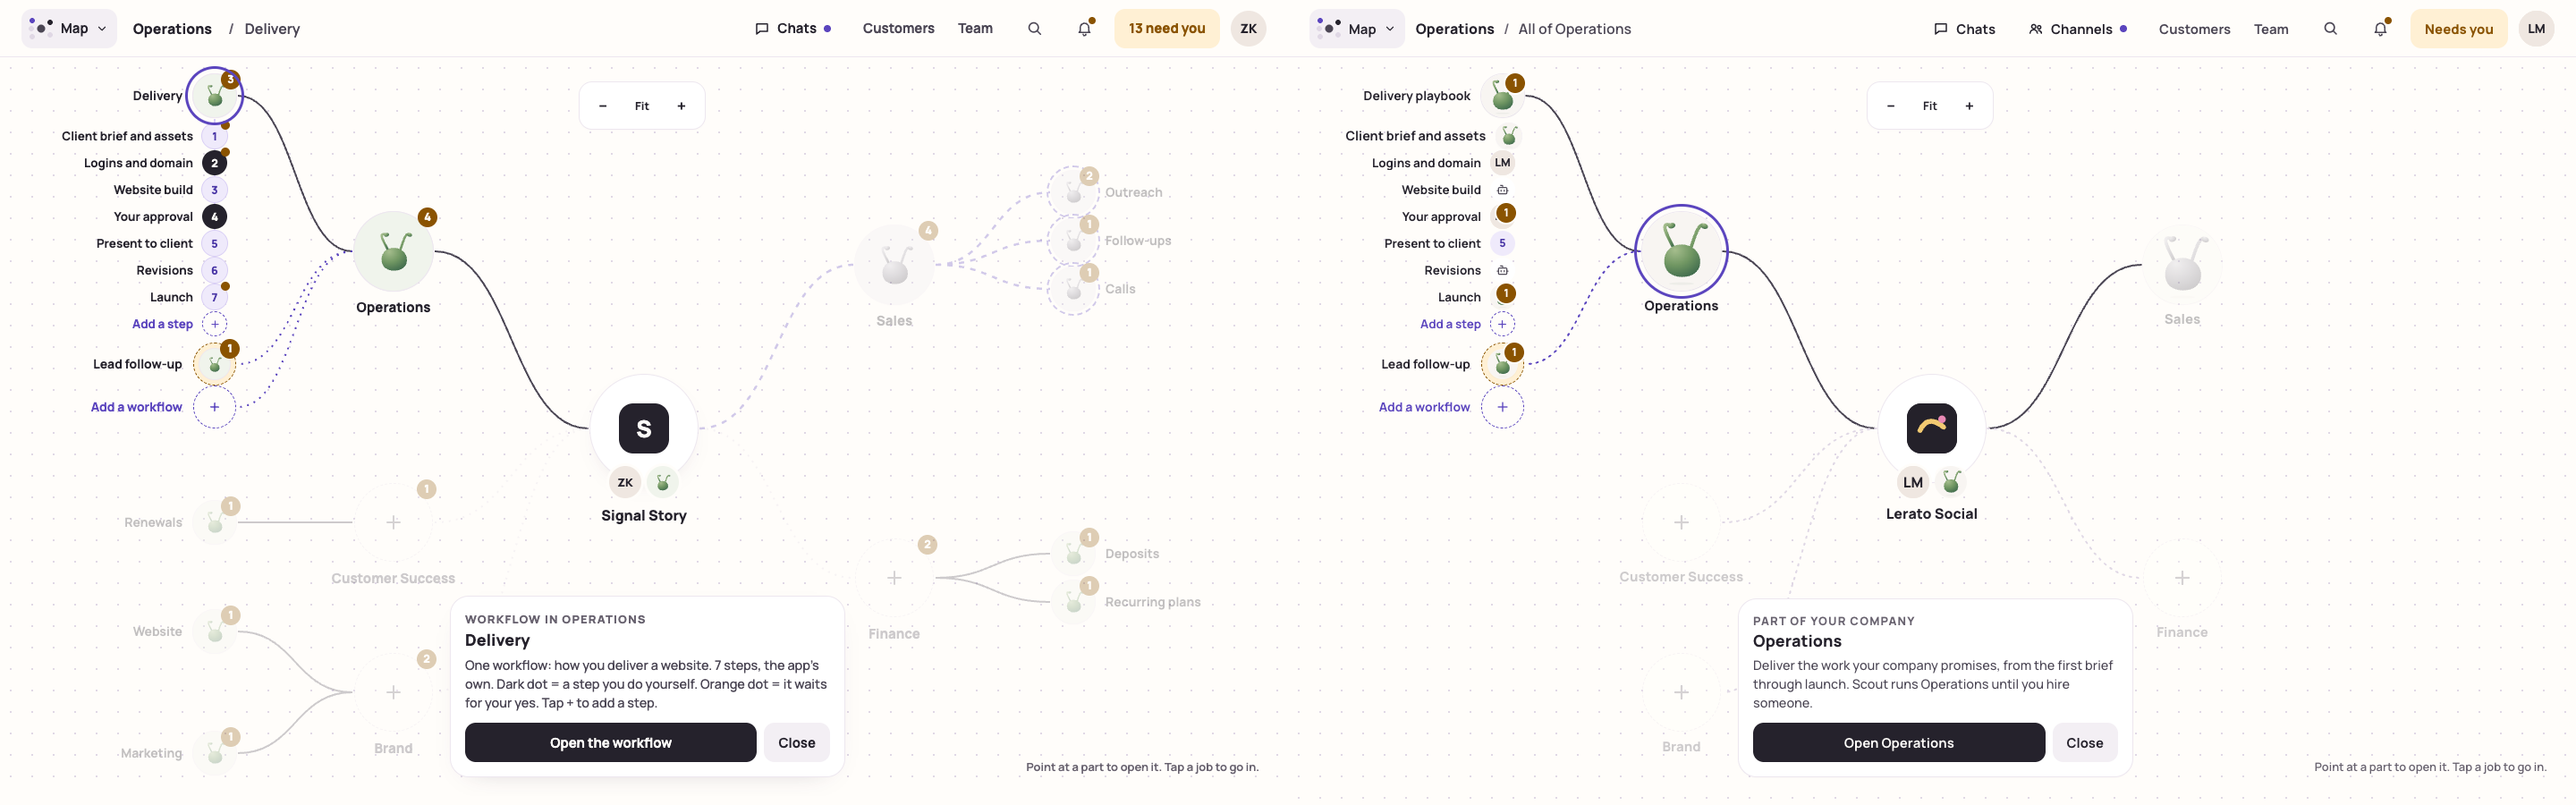 Map
Operations / Delivery
Chats
Customers
Team
13 need you
ZK
3
Delivery
Client brief and assets 1
Logins and domain 2
Website build 3
Your approval 4
Present to client 5
Revisions 6
Launch 7
Add a step +
1
Lead follow-up
Add a workflow +
4
Operations
− Fit +
4
Sales
2
Outreach
1
Follow-ups
1
Calls
S
ZK
Signal Story
1
Renewals
1
+
Customer Success
1
Website
2
+
Brand
1
Marketing
2
+
Finance
1
Deposits
1
Recurring plans
WORKFLOW IN OPERATIONS
Delivery
One workflow: how you deliver a website. 7 steps, the app's
own. Dark dot = a step you do yourself. Orange dot = it waits
for your yes. Tap + to add a step.
Open the workflow
Close
Point at a part to open it. Tap a job to go in.
Map
Operations / All of Operations
Chats
Channels
Customers
Team
Needs you
LM
1
Delivery playbook
Client brief and assets
Logins and domain LM
Website build
Your approval 1
Present to client 5
Revisions
Launch 1
Add a step +
1
Lead follow-up
Add a workflow +
Operations
− Fit +
Sales
LM
Lerato Social
+
Customer Success
+
Brand
+
Finance
PART OF YOUR COMPANY
Operations
Deliver the work your company promises, from the first brief
through launch. Scout runs Operations until you hire
someone.
Open Operations
Close
Point at a part to open it. Tap a job to go in.